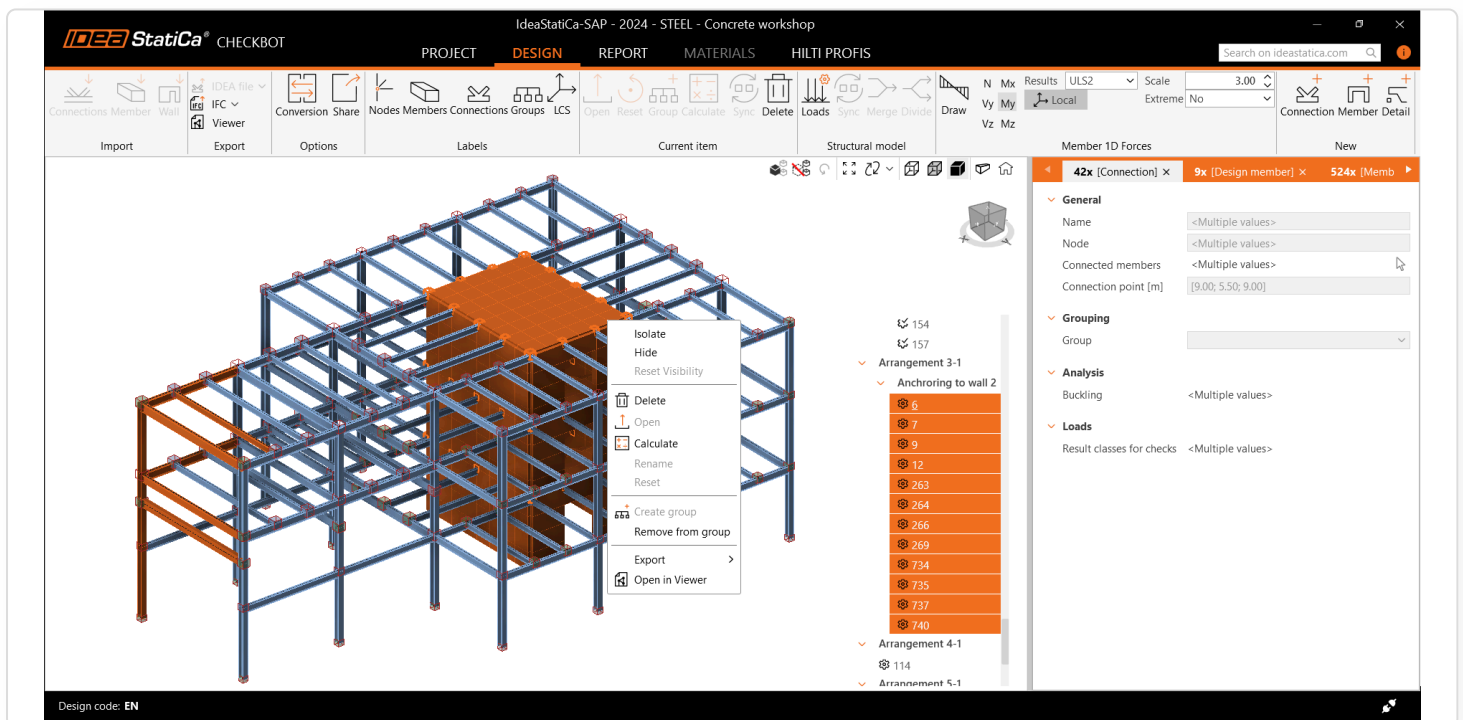 IdeaStatiCa-SAP - 2024 - STEEL - Concrete workshop
IDEA StatiCa® CHECKBOT
PROJECT DESIGN REPORT MATERIALS HILTI PROFIS
Search on ideastatica.com
Connections Member Wall
IDEA file
IFC
Viewer
Conversion Share
Nodes Members Connections Groups LCS
Open Reset Group Calculate Sync Delete
Loads Sync Merge Divide
Draw
N Mx
Vy My
Vz Mz
Results ULS2
Local
Scale 3.00
Extreme No
Connection Member Detail
Import Export Options Labels Current item Structural model Member 1D Forces New
Isolate
Hide
Reset Visibility
Delete
Open
Calculate
Rename
Reset
Create group
Remove from group
Export
Open in Viewer
154
157
Arrangement 3-1
Anchroring to wall 2
6
7
9
12
263
264
266
269
734
735
737
740
Arrangement 4-1
114
Arrangement 5-1
42x [Connection] × 9x [Design member] × 524x [Memb
General
Name <Multiple values>
Node <Multiple values>
Connected members <Multiple values>
Connection point [m] [9.00; 5.50; 9.00]
Grouping
Group
Analysis
Buckling <Multiple values>
Loads
Result classes for checks <Multiple values>
Design code: EN